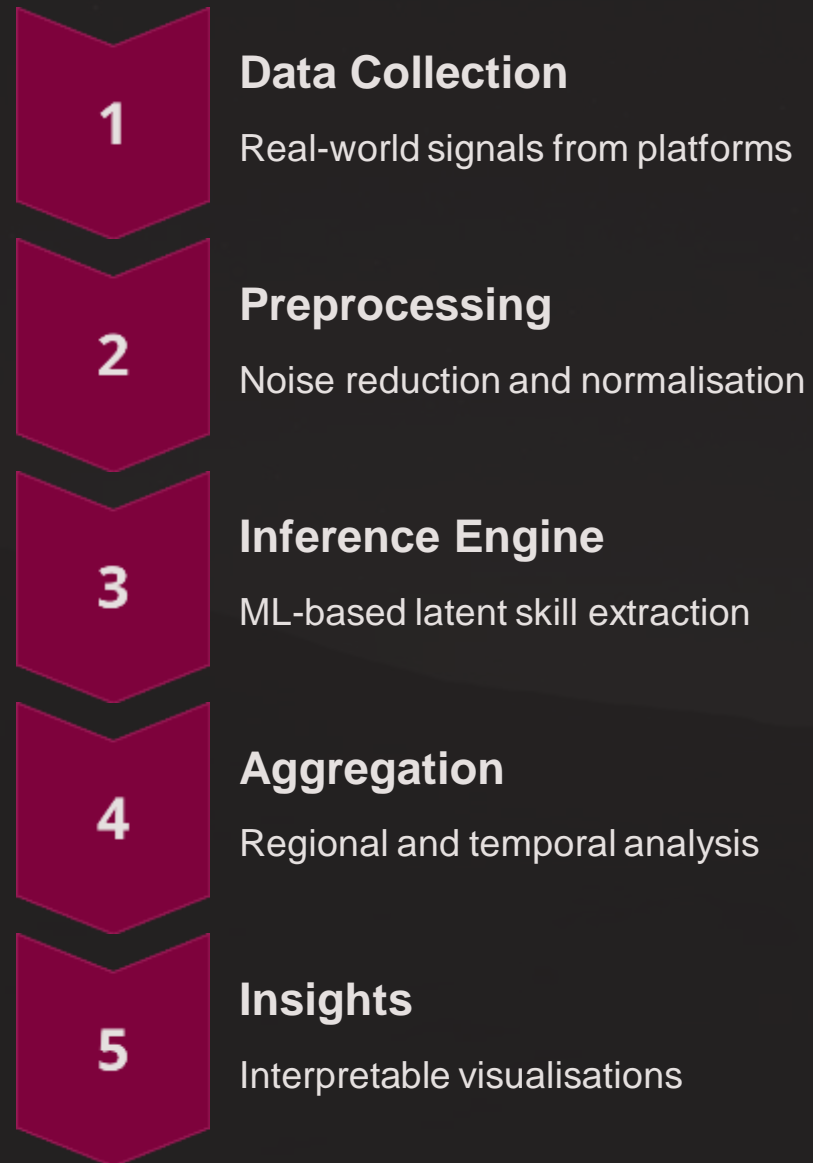 1
Data Collection
Real-world signals from platforms
2
Preprocessing
Noise reduction and normalisation
3
Inference Engine
ML-based latent skill extraction
4
Aggregation
Regional and temporal analysis
5
Insights
Interpretable visualisations